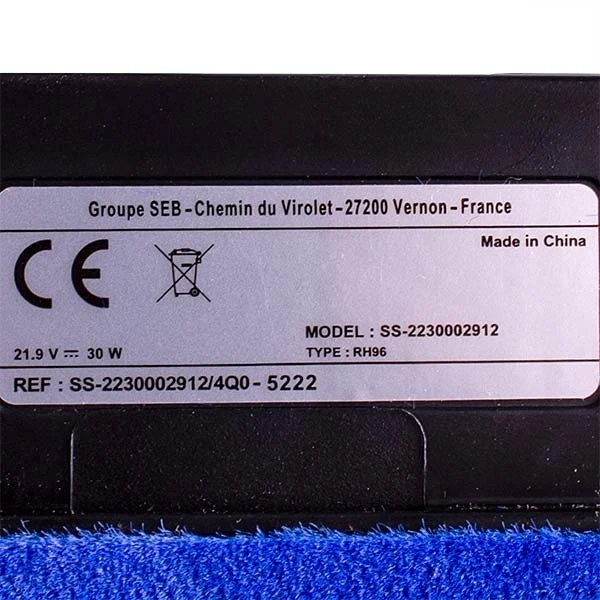 Groupe SEB - Chemin du Virolet - 27200 Vernon - France
CE
Made in China
MODEL : SS-2230002912
21.9 V ⎓ 30 W
TYPE : RH96
REF : SS-2230002912/4Q0 - 5222